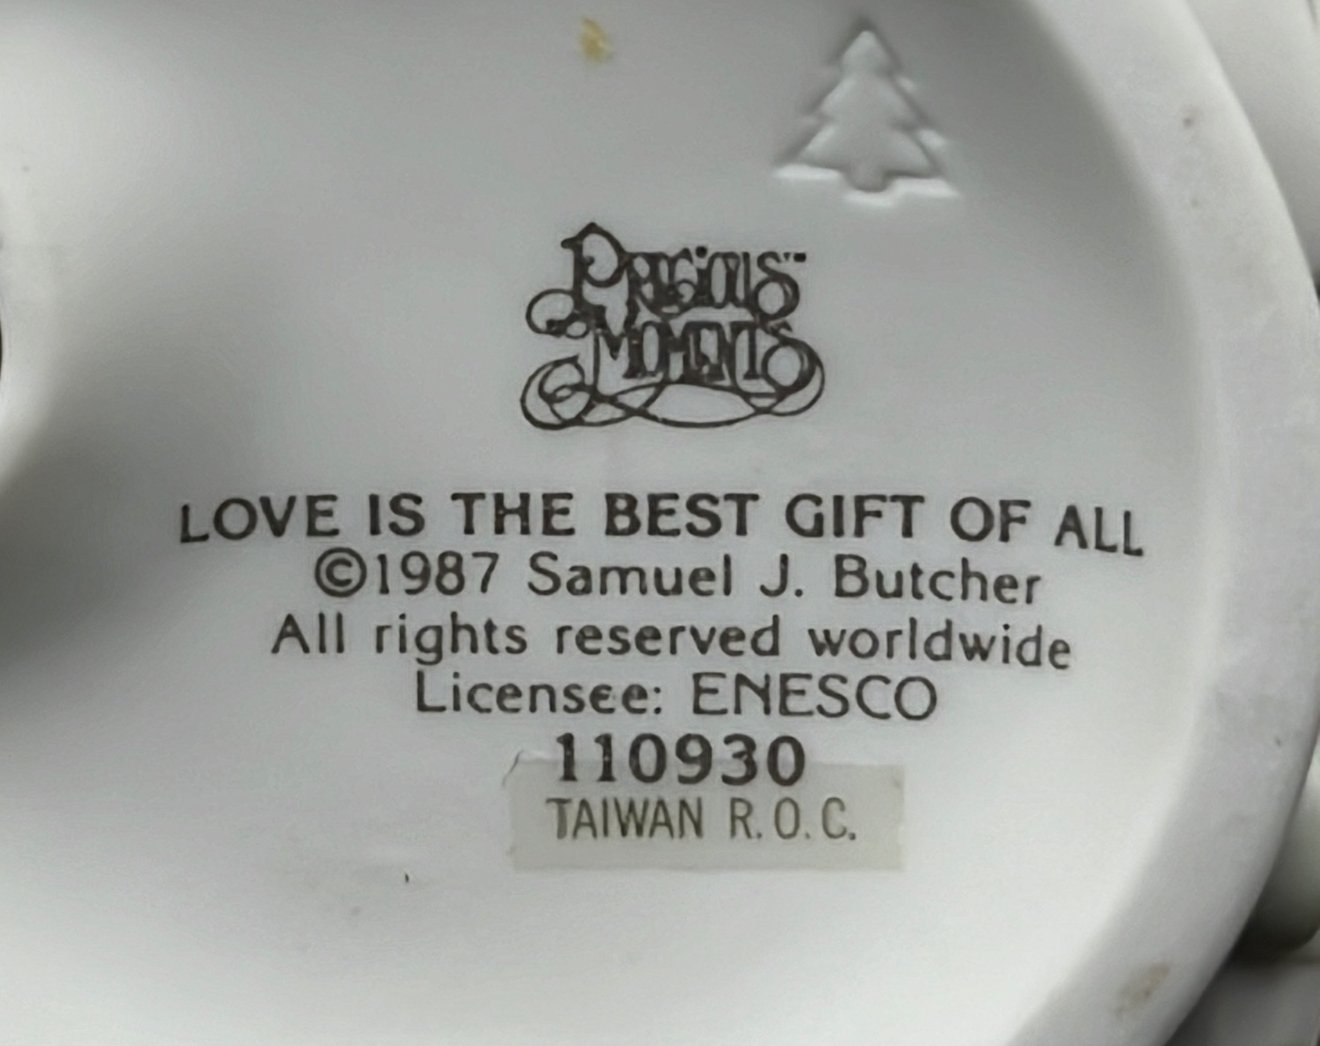 Precious
Moments™
LOVE IS THE BEST GIFT OF ALL
©1987 Samuel J. Butcher
All rights reserved worldwide
Licensee: ENESCO
110930
TAIWAN R.O.C.